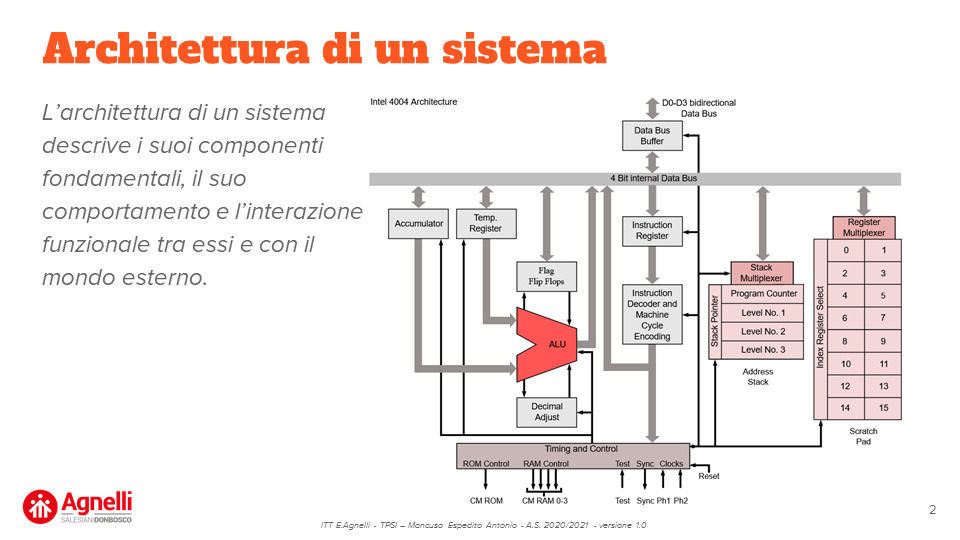 Architettura di un sistema
L'architettura di un sistema
descrive i suoi componenti
fondamentali, il suo
comportamento e l'interazione
funzionale tra essi e con il
mondo esterno.
Intel 4004 Architecture
D0-D3 bidirectional
Data Bus
Data Bus
Buffer
4 Bit internal Data Bus
Accumulator
Temp.
Register
Flag
Flip Flops
ALU
Decimal
Adjust
Instruction
Register
Instruction
Decoder and
Machine
Cycle
Encoding
Stack
Multiplexer
Stack Pointer
Program Counter
Level No. 1
Level No. 2
Level No. 3
Address
Stack
Register
Multiplexer
Index Register Select
0 1
2 3
4 5
6 7
8 9
10 11
12 13
14 15
Scratch
Pad
Timing and Control
ROM Control RAM Control Test Sync Clocks
Reset
CM ROM CM RAM 0-3 Test Sync Ph1 Ph2
Agnelli
SALESIANIDONBOSCO
ITT E.Agnelli - TPSI – Mancuso Espedito Antonio - A.S. 2020/2021 - versione 1.0
2